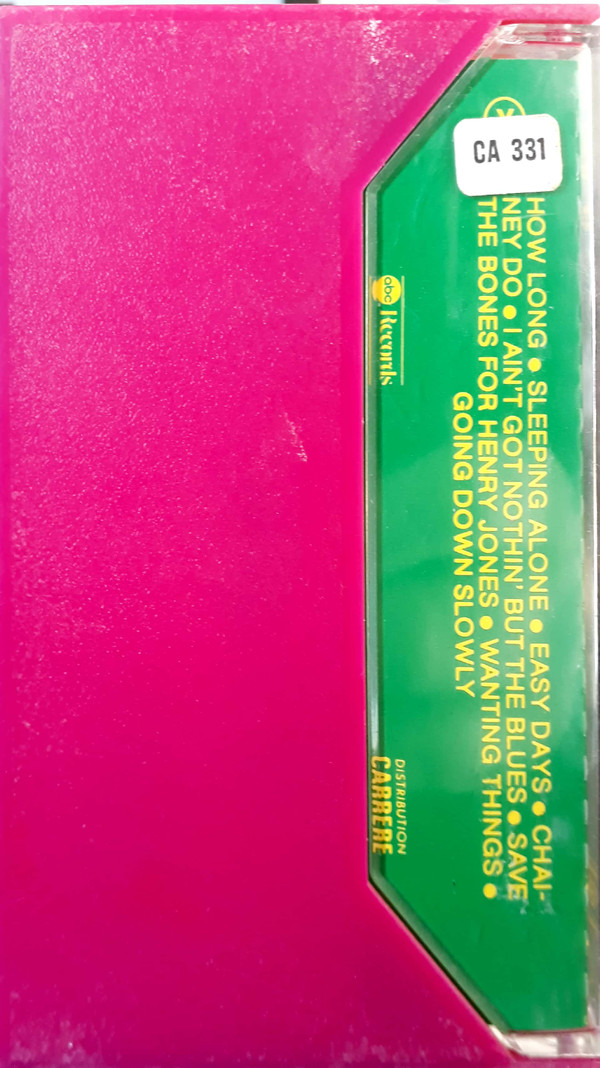 CA 331
HOW LONG ● SLEEPING ALONE ● EASY DAYS ● CHAI-
NEY DO ● I AIN'T GOT NOTHIN' BUT THE BLUES ● SAVE
THE BONES FOR HENRY JONES ● WANTING THINGS ●
GOING DOWN SLOWLY
abc Records
DISTRIBUTION
CARRERE